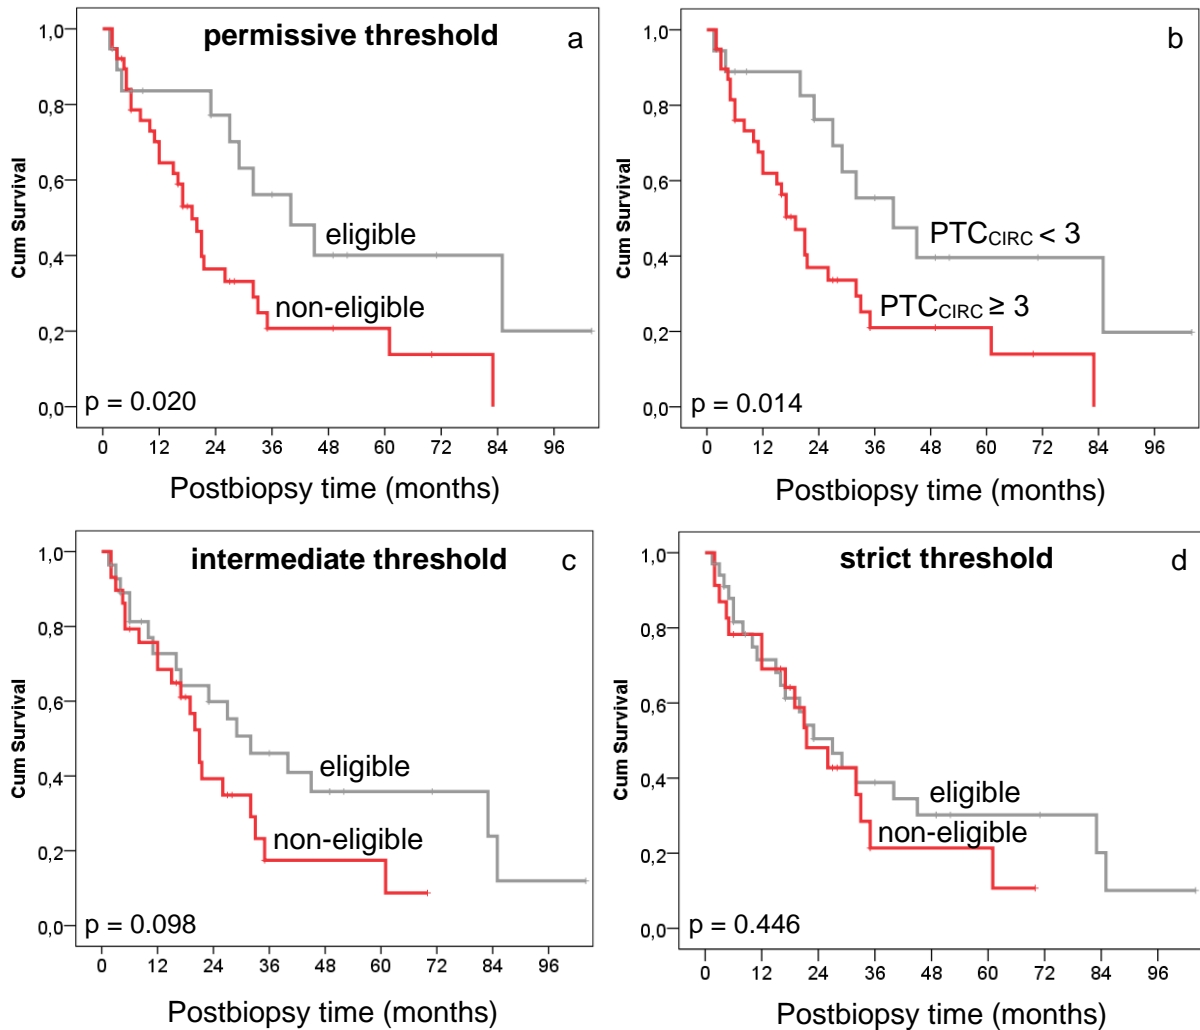 permissive threshold
a
1,0
0,8
0,6
0,4
0,2
0,0
Cum Survival
eligible
non-eligible
p = 0.020
0 12 24 36 48 60 72 84 96
Postbiopsy time (months)
b
1,0
0,8
0,6
0,4
0,2
0,0
Cum Survival
PTCCIRC < 3
PTCCIRC ≥ 3
p = 0.014
0 12 24 36 48 60 72 84 96
Postbiopsy time (months)
intermediate threshold
c
1,0
0,8
0,6
0,4
0,2
0,0
Cum Survival
eligible
non-eligible
p = 0.098
0 12 24 36 48 60 72 84 96
Postbiopsy time (months)
strict threshold
d
1,0
0,8
0,6
0,4
0,2
0,0
Cum Survival
eligible
non-eligible
p = 0.446
0 12 24 36 48 60 72 84 96
Postbiopsy time (months)